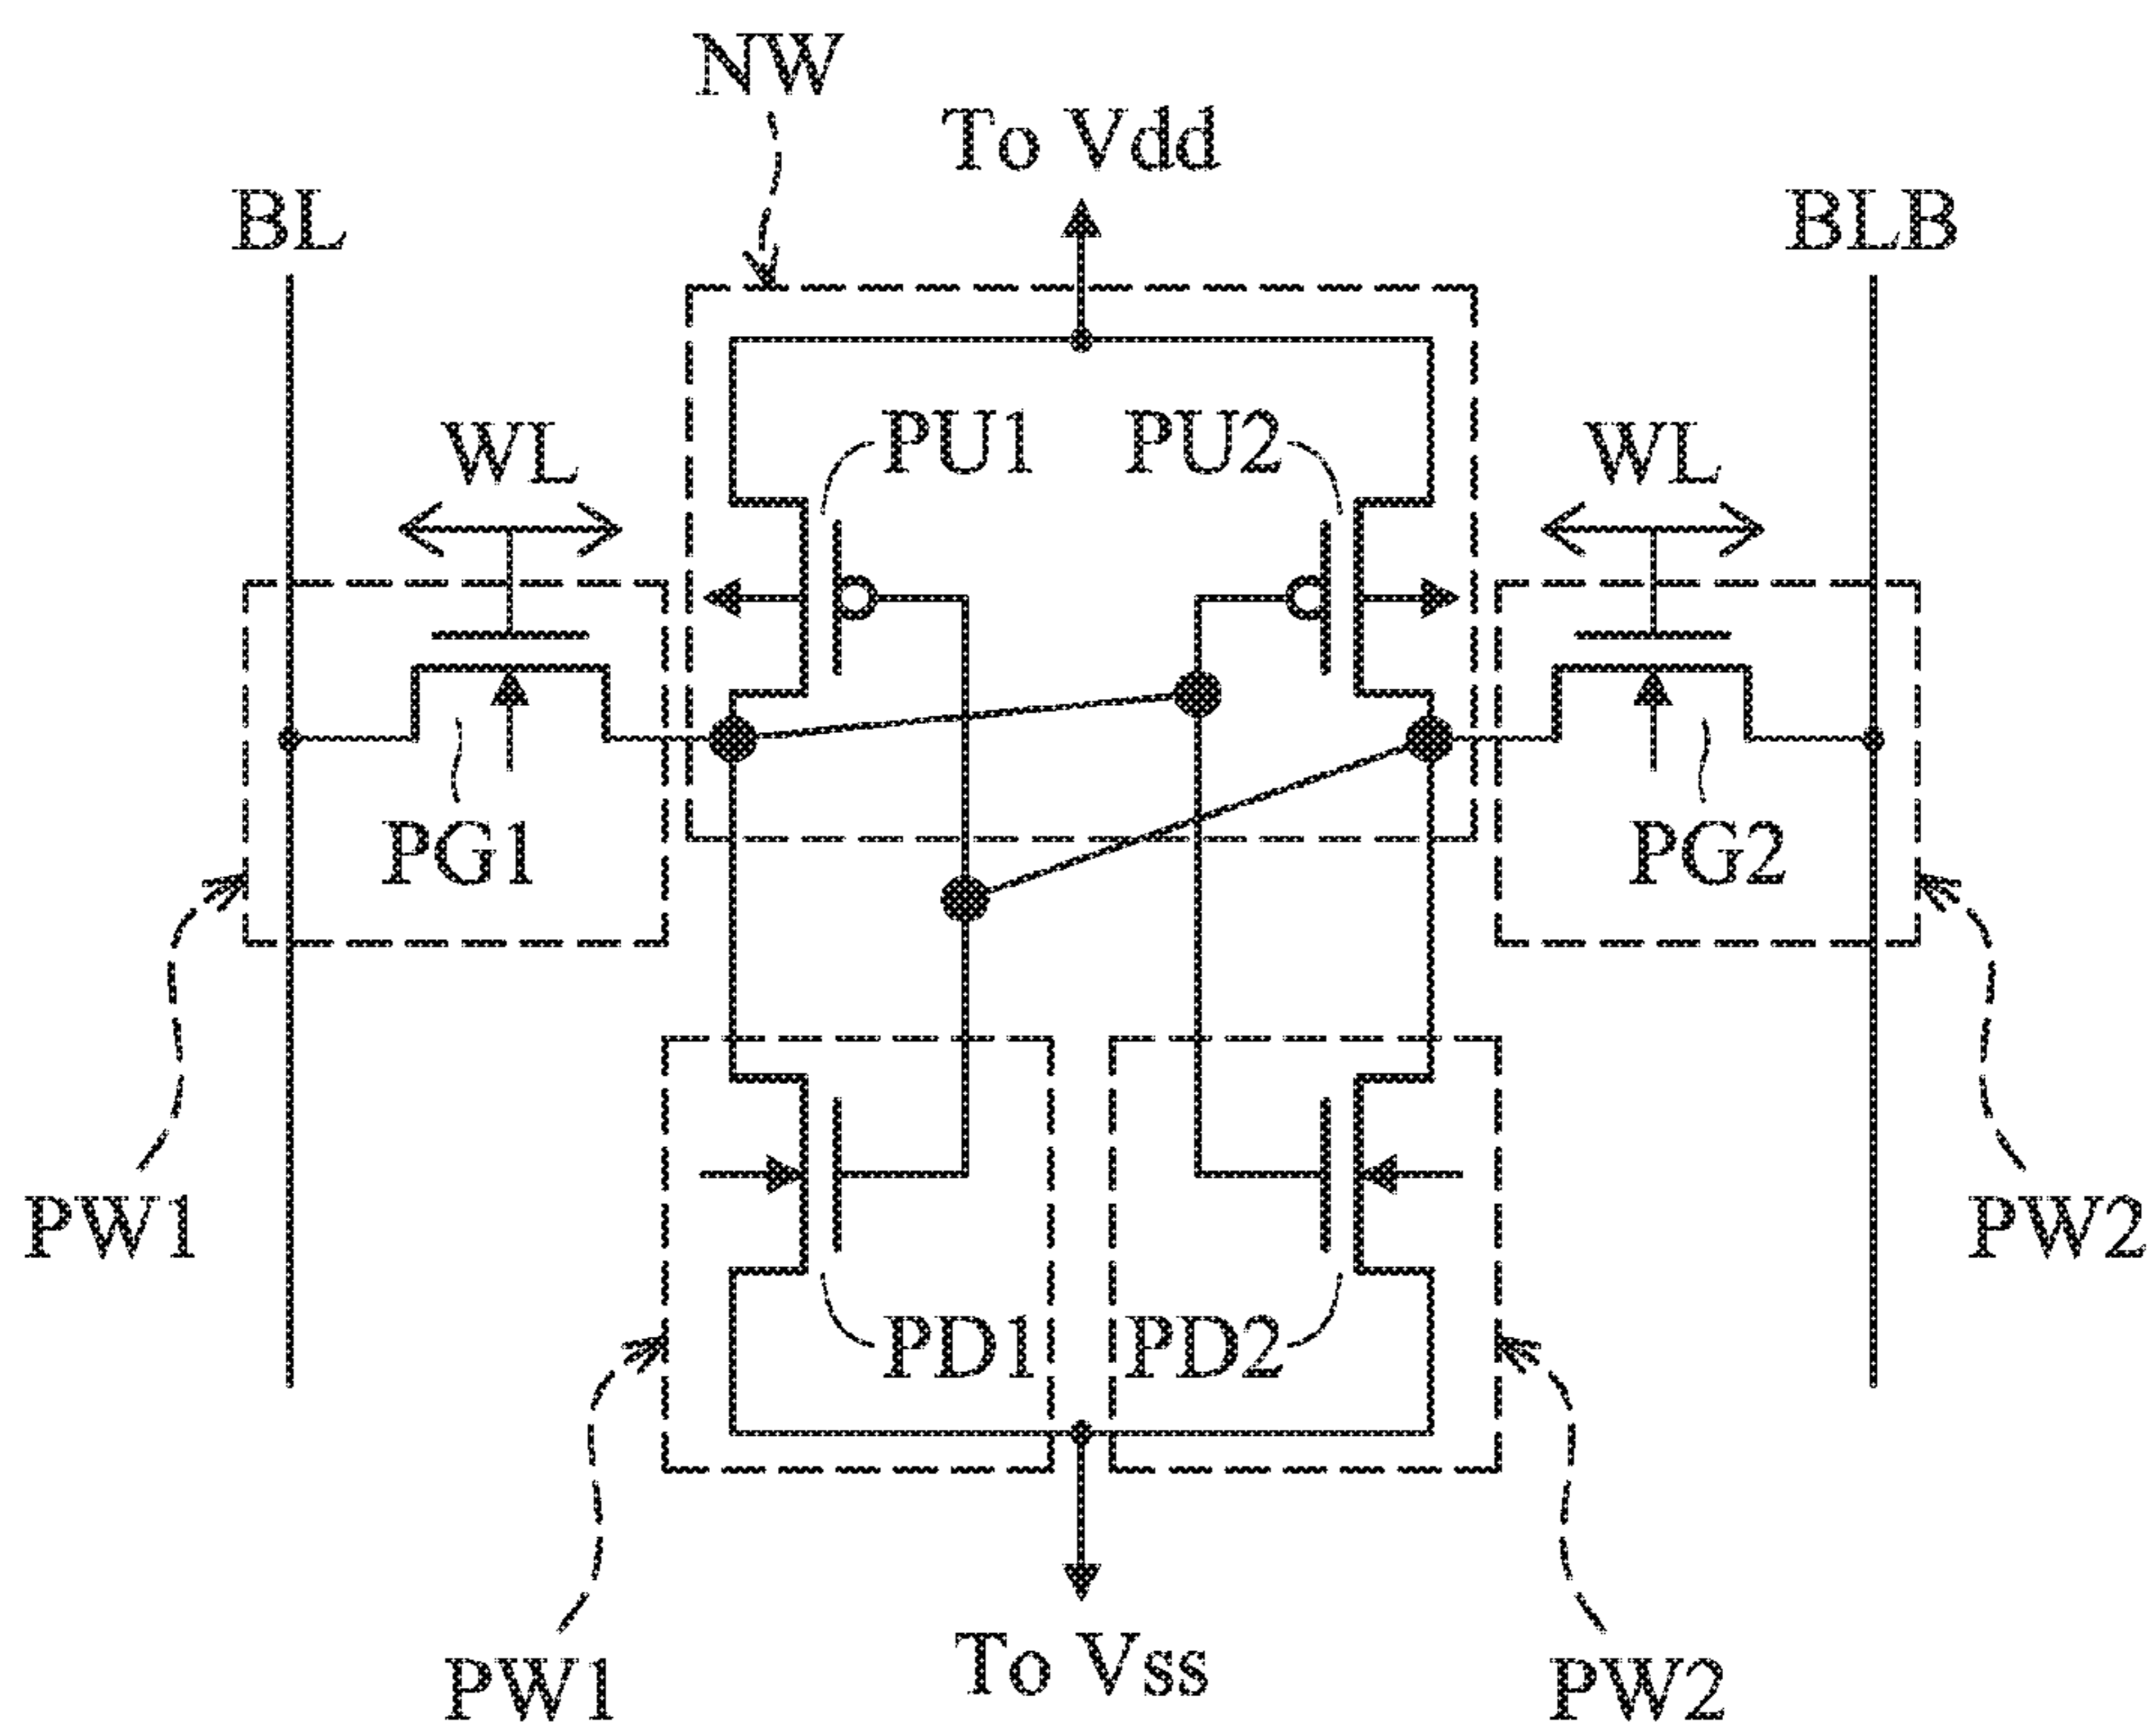 NW
To Vdd
BL
BLB
PU1
PU2
WL
WL
PG1
PG2
PW1
PW2
PD1
PD2
PW1
To Vss
PW2